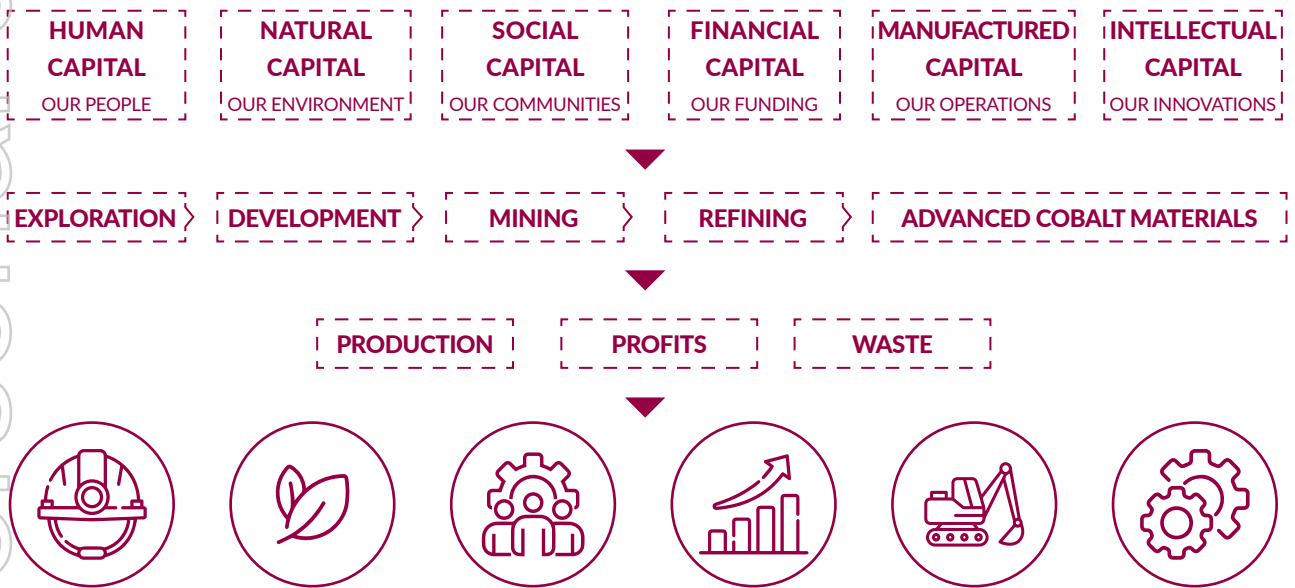 HUMAN
CAPITAL
OUR PEOPLE
NATURAL
CAPITAL
OUR ENVIRONMENT
SOCIAL
CAPITAL
OUR COMMUNITIES
FINANCIAL
CAPITAL
OUR FUNDING
MANUFACTURED
CAPITAL
OUR OPERATIONS
INTELLECTUAL
CAPITAL
OUR INNOVATIONS
EXPLORATION
DEVELOPMENT
MINING
REFINING
ADVANCED COBALT MATERIALS
PRODUCTION
PROFITS
WASTE